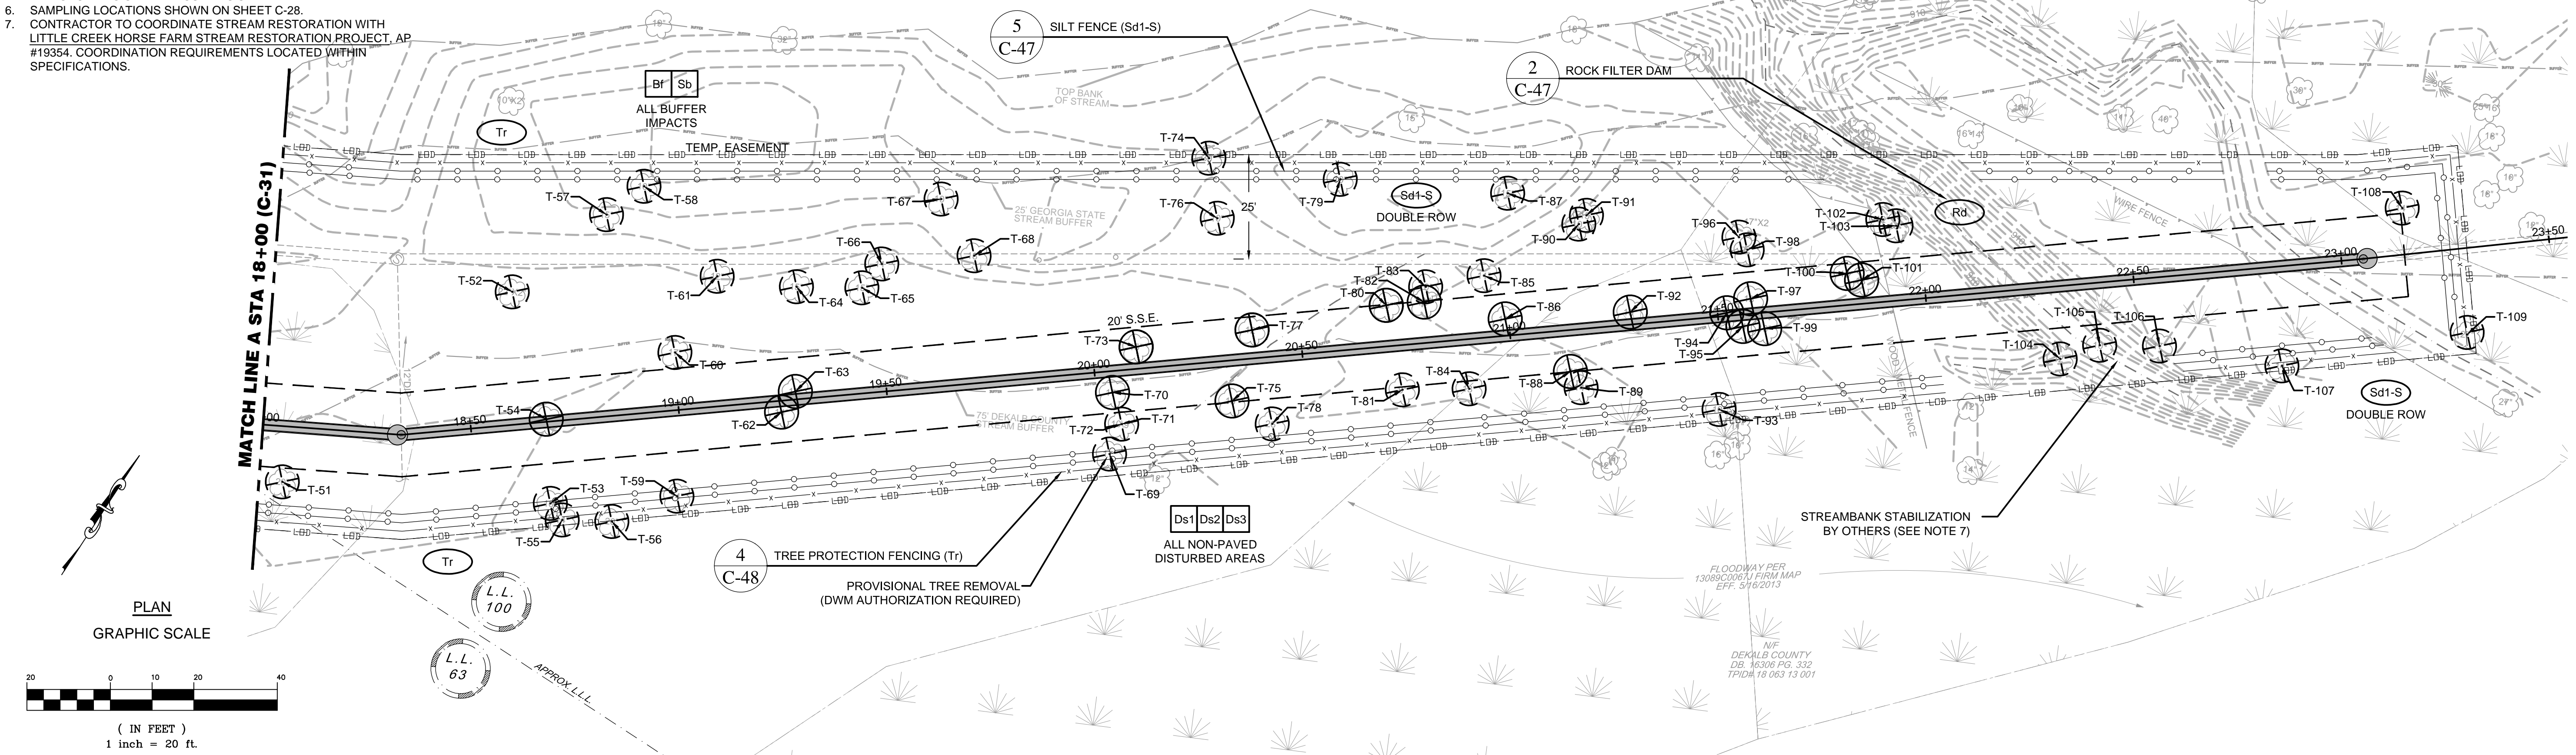 6. SAMPLING LOCATIONS SHOWN ON SHEET C-28.
7. CONTRACTOR TO COORDINATE STREAM RESTORATION WITH
LITTLE CREEK HORSE FARM STREAM RESTORATION PROJECT, AP
#19354. COORDINATION REQUIREMENTS LOCATED WITHIN
SPECIFICATIONS.
5
C-47
SILT FENCE (Sd1-S)
2
C-47
ROCK FILTER DAM
Bf Sb
ALL BUFFER
IMPACTS
Tr
TEMP. EASEMENT
TOP BANK
OF STREAM
25' GEORGIA STATE
STREAM BUFFER
25'
Sd1-S
DOUBLE ROW
Rd
WIRE FENCE
MATCH LINE A STA 18+00 (C-31)
T-51
T-52
T-53
T-54
T-55
T-56
T-57
T-58
T-59
T-60
T-61
T-62
T-63
T-64
T-65
T-66
T-67
T-68
T-69
T-70
T-71
T-72
T-73
T-74
T-75
T-76
T-77
T-78
T-79
T-80
T-81
T-82
T-83
T-84
T-85
T-86
T-87
T-88
T-89
T-90
T-91
T-92
T-93
T-94
T-95
T-96
T-97
T-98
T-99
T-100
T-101
T-102
T-103
T-104
T-105
T-106
T-107
T-108
T-109
18+50
19+00
19+50
20+00
20+50
21+00
21+50
22+00
22+50
23+00
23+50
20' S.S.E.
75' DEKALB COUNTY
STREAM BUFFER
Sd1-S
DOUBLE ROW
Tr
4
C-48
TREE PROTECTION FENCING (Tr)
PROVISIONAL TREE REMOVAL
(DWM AUTHORIZATION REQUIRED)
Ds1 Ds2 Ds3
ALL NON-PAVED
DISTURBED AREAS
STREAMBANK STABILIZATION
BY OTHERS (SEE NOTE 7)
FLOODWAY PER
13089C0067J FIRM MAP
EFF. 5/16/2013
N/F
DEKALB COUNTY
DB. 16306 PG. 332
TPID# 18 063 13 001
L.L.
100
L.L.
63
APPROX L.L.L.
PLAN
GRAPHIC SCALE
20 0 10 20 40
( IN FEET )
1 inch = 20 ft.